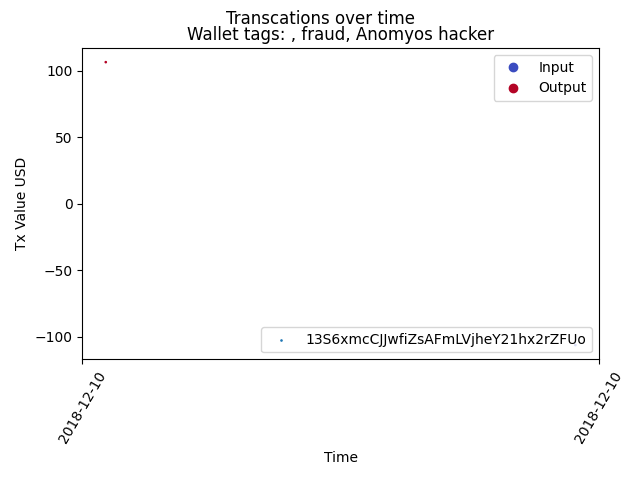 Transcations over time
Wallet tags: , fraud, Anomyos hacker
Tx Value USD
100
50
0
−50
−100
Input
Output
13S6xmcCJJwfiZsAFmLVjheY21hx2rZFUo
2018-12-10
2018-12-10
Time